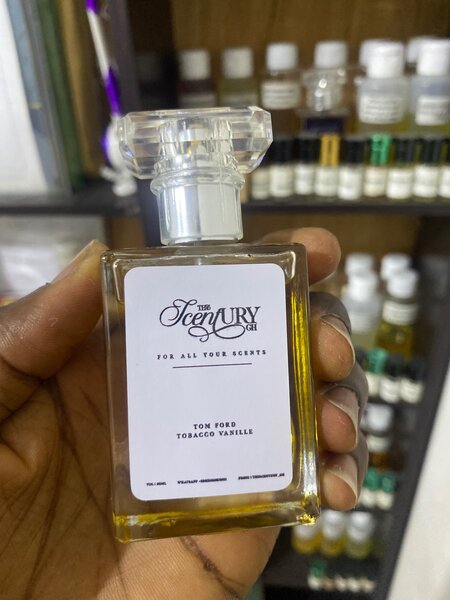 THE
ScentURY
GH
FOR ALL YOUR SCENTS
TOM FORD
TOBACCO VANILLE